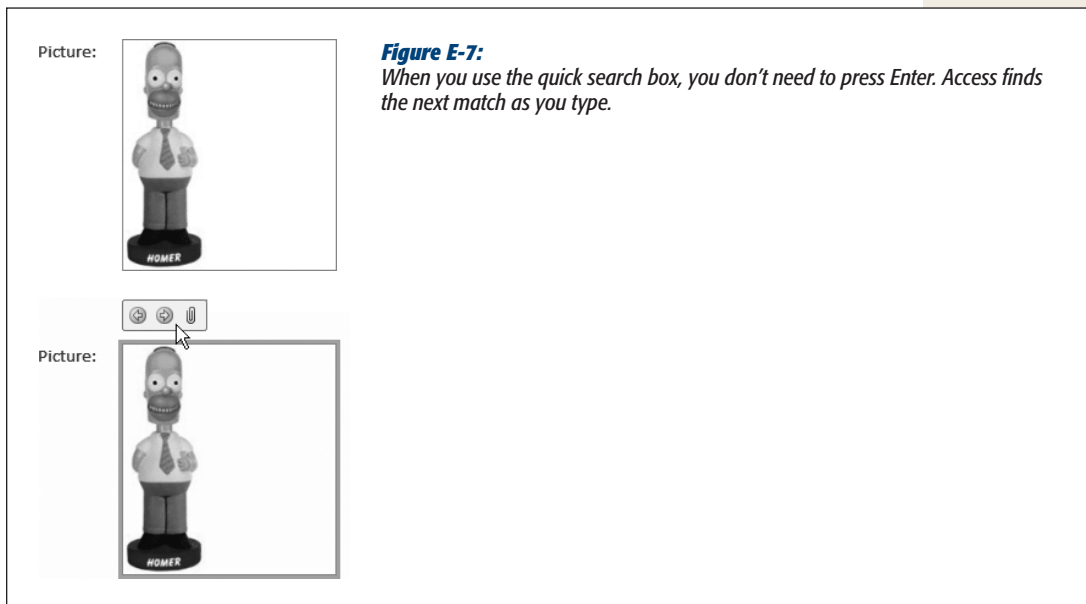 Picture:
HOMER
Figure E-7:
When you use the quick search box, you don't need to press Enter. Access finds
the next match as you type.
Picture:
HOMER